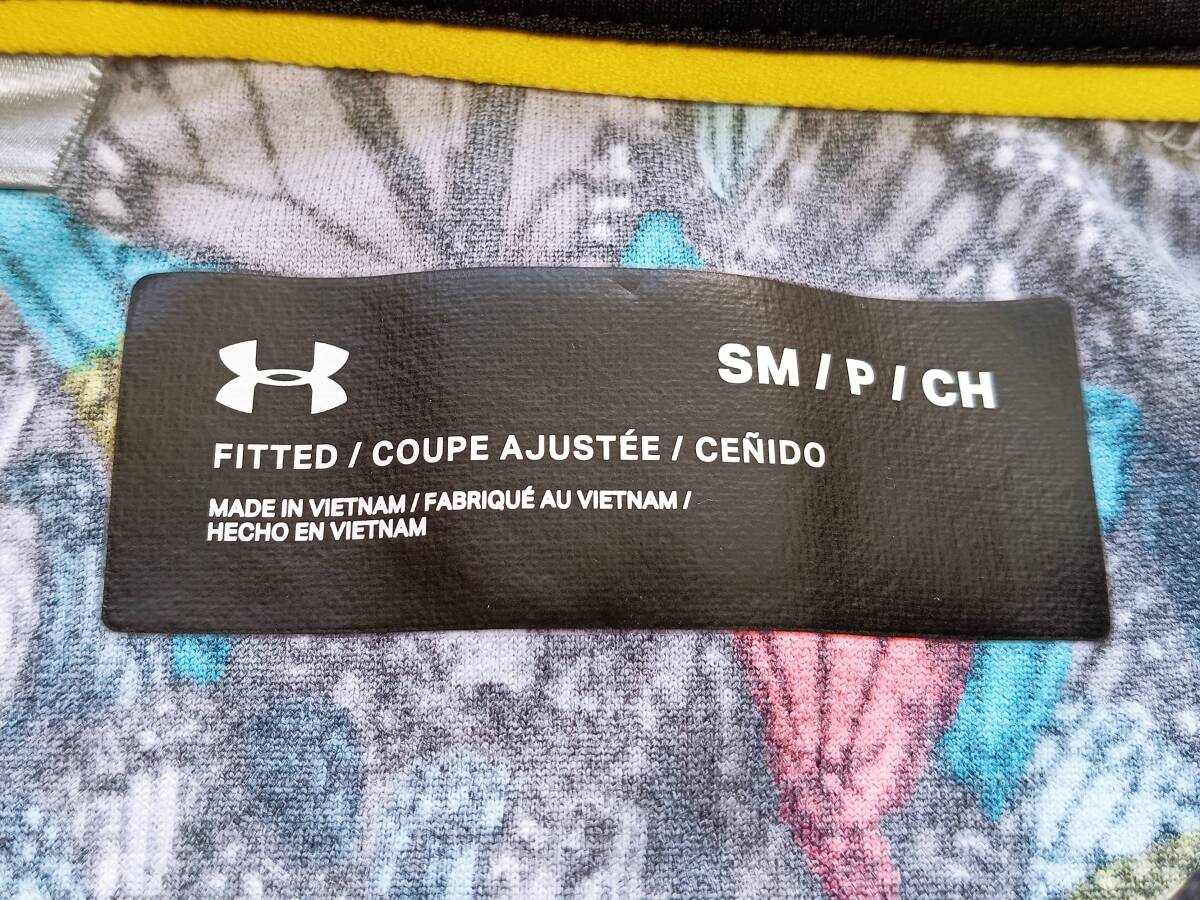 SM / P / CH
FITTED / COUPE AJUSTÉE / CEÑIDO
MADE IN VIETNAM / FABRIQUÉ AU VIETNAM /
HECHO EN VIETNAM